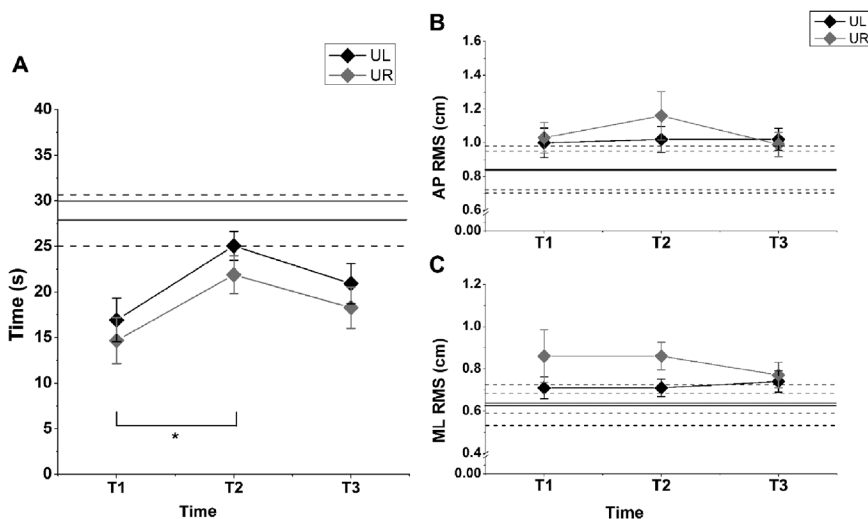 A
UL
UR
Time (s)
40
35
30
25
20
15
10
5
0
*
T1 T2 T3
Time
B
UL
UR
AP RMS (cm)
1.6
1.4
1.2
1.0
0.8
0.6
0.00
T1 T2 T3
C
ML RMS (cm)
1.2
1.0
0.8
0.6
0.4
0.00
T1 T2 T3
Time